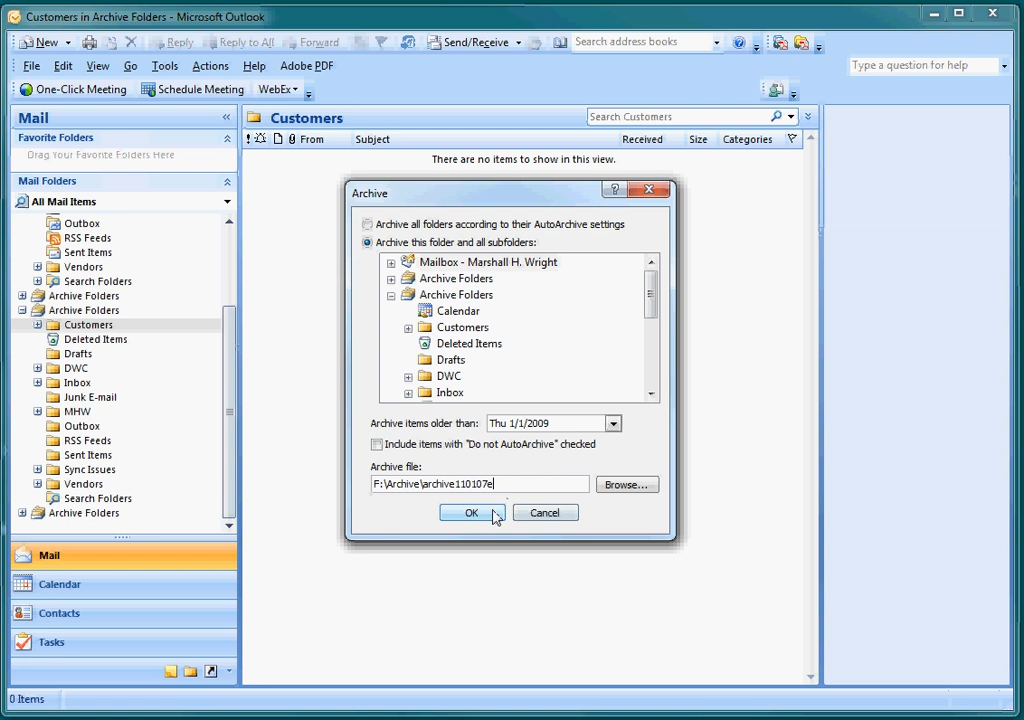 Customers in Archive Folders - Microsoft Outlook
New Reply Reply to All Forward Send/Receive Search address books
File Edit View Go Tools Actions Help Adobe PDF Type a question for help
One-Click Meeting Schedule Meeting WebEx
Mail «
Favorite Folders
Drag Your Favorite Folders Here
Mail Folders
All Mail Items
Outbox
RSS Feeds
Sent Items
Vendors
Search Folders
Archive Folders
Archive Folders
Customers
Deleted Items
Drafts
DWC
Inbox
Junk E-mail
MHW
Outbox
RSS Feeds
Sent Items
Sync Issues
Vendors
Search Folders
Archive Folders
Mail
Calendar
Contacts
Tasks
0 Items
Customers Search Customers
! From Subject Received Size Categories
There are no items to show in this view.
Archive ?
Archive all folders according to their AutoArchive settings
Archive this folder and all subfolders:
Mailbox - Marshall H. Wright
Archive Folders
Archive Folders
Calendar
Customers
Deleted Items
Drafts
DWC
Inbox
Archive items older than: Thu 1/1/2009
Include items with "Do not AutoArchive" checked
Archive file:
F:\Archive\archive110107e Browse...
OK Cancel